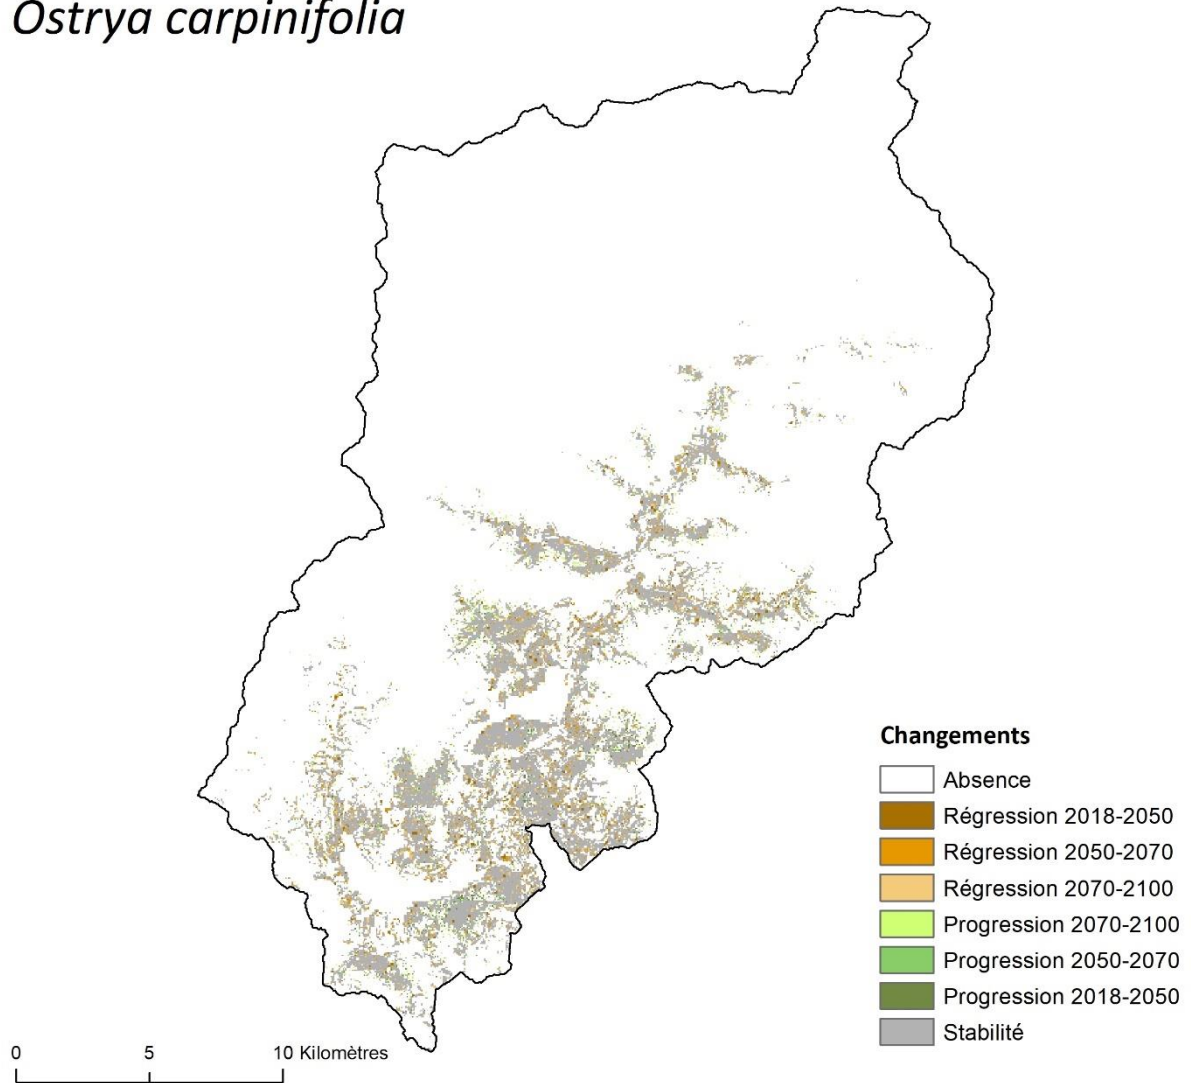 Ostrya carpinifolia
Changements
Absence
Régression 2018-2050
Régression 2050-2070
Régression 2070-2100
Progression 2070-2100
Progression 2050-2070
Progression 2018-2050
Stabilité
0 5 10 Kilomètres